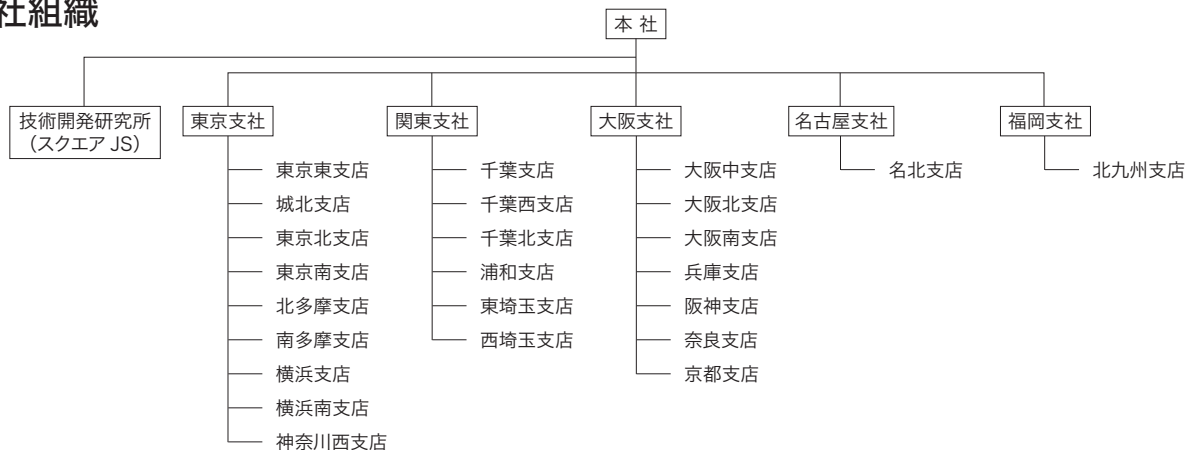 社組織
本 社
技術開発研究所
（スクエア JS）
東京支社
関東支社
大阪支社
名古屋支社
福岡支社
東京東支店
城北支店
東京北支店
東京南支店
北多摩支店
南多摩支店
横浜支店
横浜南支店
神奈川西支店
千葉支店
千葉西支店
千葉北支店
浦和支店
東埼玉支店
西埼玉支店
大阪中支店
大阪北支店
大阪南支店
兵庫支店
阪神支店
奈良支店
京都支店
名北支店
北九州支店